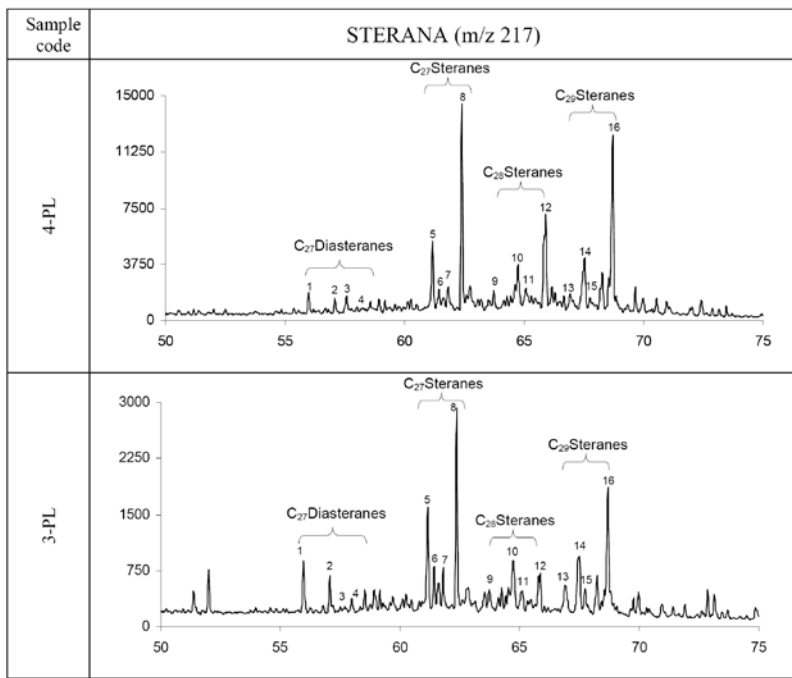 Sample code
STERANA (m/z 217)
4-PL
C27Steranes
C29Steranes
C28Steranes
C27Diasteranes
15000
11250
7500
3750
0
1 2 3 4 5 6 7 8 9 10 11 12 13 14 15 16
50 55 60 65 70 75
3-PL
C27Steranes
C29Steranes
C27Diasteranes
C28Steranes
3000
2250
1500
750
0
1 2 3 4 5 6 7 8 9 10 11 12 13 14 15 16
50 55 60 65 70 75